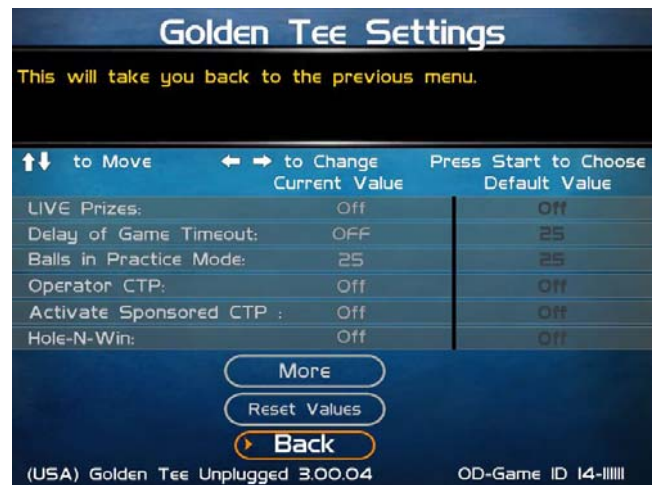 Golden Tee Settings
This will take you back to the previous menu.
to Move to Change Press Start to Choose
Current Value Default Value
LIVE Prizes: Off Off
Delay of Game Timeout: OFF 25
Balls in Practice Mode: 25 25
Operator CTP: Off Off
Activate Sponsored CTP : Off Off
Hole-N-Win: Off Off
More
Reset Values
Back
(USA) Golden Tee Unplugged 3.00.04 OD-Game ID 14-111111